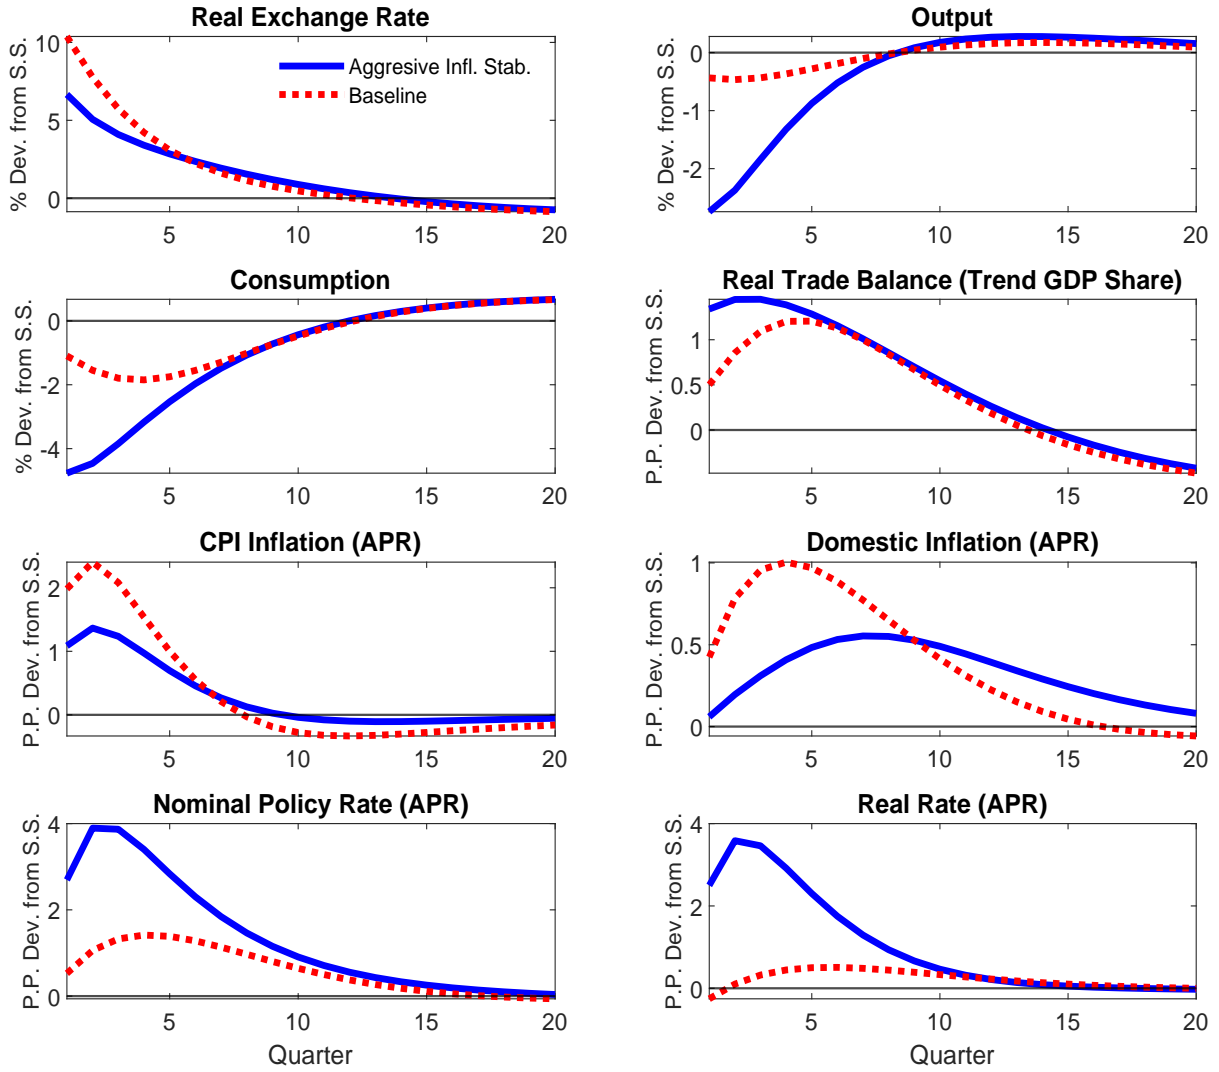 Real Exchange Rate
% Dev. from S.S.
10
5
0
5
10
15
20
Aggresive Infl. Stab.
Baseline
Output
% Dev. from S.S.
0
-1
-2
5
10
15
20
Consumption
% Dev. from S.S.
0
-2
-4
5
10
15
20
Real Trade Balance (Trend GDP Share)
P.P. Dev. from S.S.
1
0.5
0
5
10
15
20
CPI Inflation (APR)
P.P. Dev. from S.S.
2
1
0
5
10
15
20
Domestic Inflation (APR)
P.P. Dev. from S.S.
1
0.5
0
5
10
15
20
Nominal Policy Rate (APR)
P.P. Dev. from S.S.
4
2
0
5
10
15
20
Quarter
Real Rate (APR)
P.P. Dev. from S.S.
4
2
0
5
10
15
20
Quarter